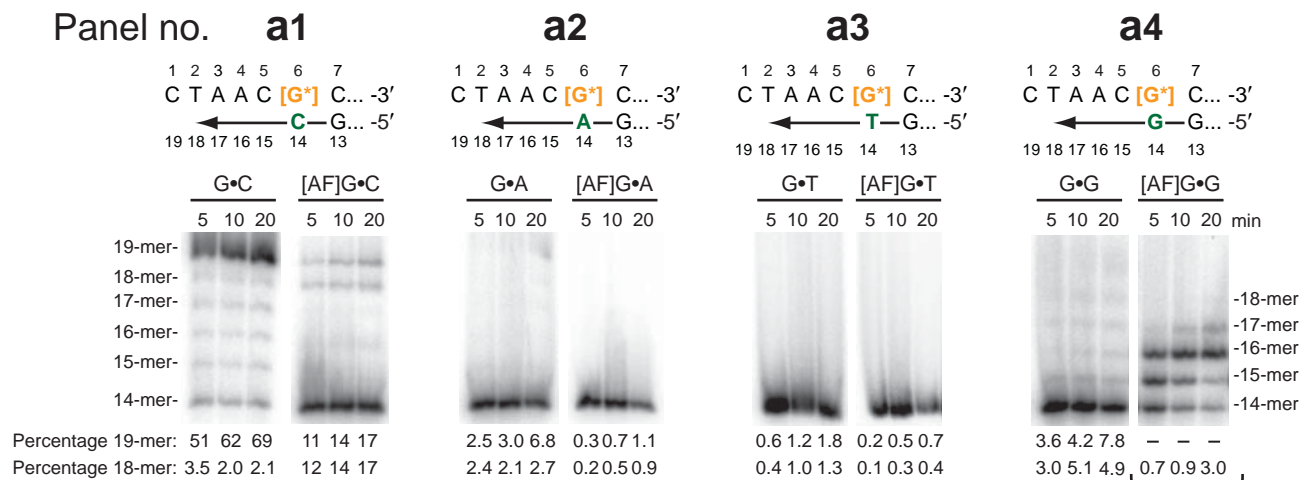 Panel no. a1 a2 a3 a4
1 2 3 4 5 6 7 1 2 3 4 5 6 7 1 2 3 4 5 6 7 1 2 3 4 5 6 7
C T A A C [G*] C... -3′ C T A A C [G*] C... -3′ C T A A C [G*] C... -3′ C T A A C [G*] C... -3′
C G... -5′ A G... -5′ T G... -5′ G G... -5′
19 18 17 16 15 14 13 19 18 17 16 15 14 13 19 18 17 16 15 14 13 19 18 17 16 15 14 13
G•C [AF]G•C G•A [AF]G•A G•T [AF]G•T G•G [AF]G•G
5 10 20 5 10 20 5 10 20 5 10 20 5 10 20 5 10 20 5 10 20 5 10 20 min
19-mer-
18-mer- -18-mer
17-mer- -17-mer
16-mer- -16-mer
15-mer- -15-mer
14-mer- -14-mer
Percentage 19-mer: 51 62 69 11 14 17 2.5 3.0 6.8 0.3 0.7 1.1 0.6 1.2 1.8 0.2 0.5 0.7 3.6 4.2 7.8 – – –
Percentage 18-mer: 3.5 2.0 2.1 12 14 17 2.4 2.1 2.7 0.2 0.5 0.9 0.4 1.0 1.3 0.1 0.3 0.4 3.0 5.1 4.9 0.7 0.9 3.0